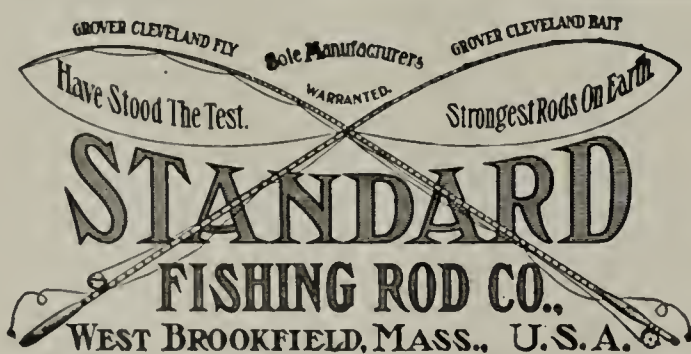 GROVER CLEVELAND FLY
Sole Manufacturers
GROVER CLEVELAND BAIT
WARRANTED.
Have Stood The Test.
Strongest Rods On Earth
STANDARD
FISHING ROD CO.,
WEST BROOKFIELD, MASS., U.S.A.